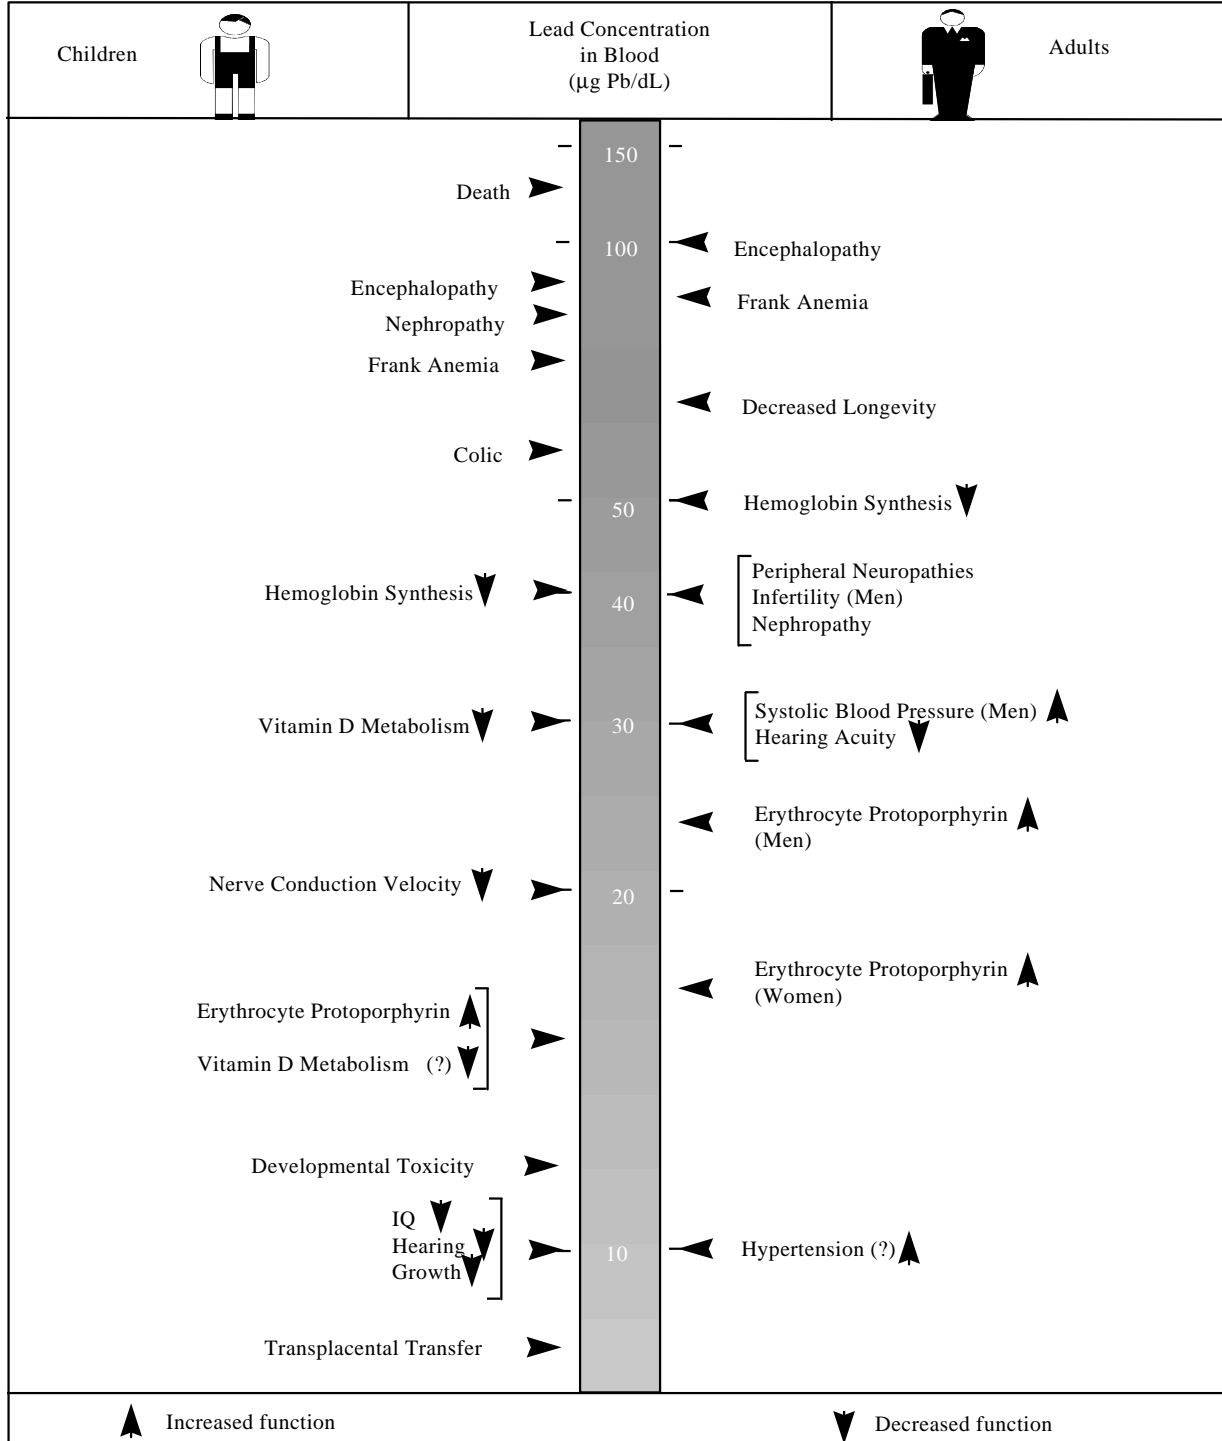 Children
Lead Concentration
in Blood
(µg Pb/dL)
Adults
150
Death
100
Encephalopathy
Encephalopathy
Frank Anemia
Nephropathy
Frank Anemia
Decreased Longevity
Colic
50
Hemoglobin Synthesis
Hemoglobin Synthesis
40
Peripheral Neuropathies
Infertility (Men)
Nephropathy
Vitamin D Metabolism
30
Systolic Blood Pressure (Men)
Hearing Acuity
Erythrocyte Protoporphyrin
(Men)
Nerve Conduction Velocity
20
Erythrocyte Protoporphyrin
(Women)
Erythrocyte Protoporphyrin
Vitamin D Metabolism (?)
Developmental Toxicity
IQ
Hearing
Growth
10
Hypertension (?)
Transplacental Transfer
Increased function
Decreased function